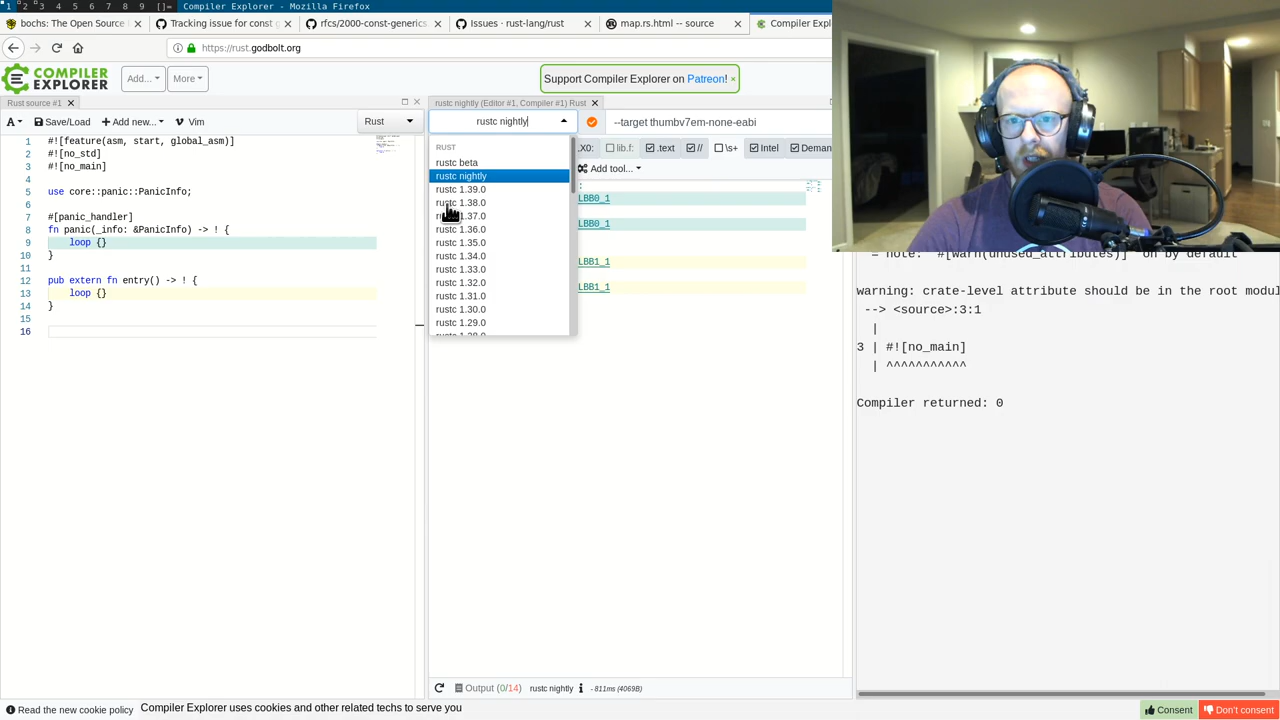 1 2 3 4 5 6 7 8 9 []= Compiler Explorer - Mozilla Firefox
bochs: The Open Source
Tracking issue for const g
rfcs/2000-const-generics.
Issues · rust-lang/rust
map.rs.html -- source
Compiler Expl
https://rust.godbolt.org
COMPILER EXPLORER
Add...
More
Support Compiler Explorer on Patreon! ×
Rust source #1
rustc nightly (Editor #1, Compiler #1) Rust
A
Save/Load
Add new...
Vim
Rust
rustc nightly
--target thumbv7em-none-eabi
1 #![feature(asm, start, global_asm)]
2 #![no_std]
3 #![no_main]
4
5 use core::panic::PanicInfo;
6
7 #[panic_handler]
8 fn panic(_info: &PanicInfo) -> ! {
9 loop {}
10 }
11
12 pub extern fn entry() -> ! {
13 loop {}
14 }
15
16
RUST
rustc beta
rustc nightly
rustc 1.39.0
rustc 1.38.0
1.37.0
rustc 1.36.0
rustc 1.35.0
rustc 1.34.0
rustc 1.33.0
rustc 1.32.0
rustc 1.31.0
rustc 1.30.0
rustc 1.29.0
.X0:
lib.f:
.text
//
\s+
Intel
Deman
Add tool...
:
LBB0_1
LBB0_1
LBB1_1
LBB1_1
= note: `#[warn(unused_attributes)]` on by default
warning: crate-level attribute should be in the root modul
--> <source>:3:1
|
3 | #![no_main]
| ^^^^^^^^^^^
Compiler returned: 0
Output (0/14) rustc nightly i - 811ms (4069B)
Read the new cookie policy
Compiler Explorer uses cookies and other related techs to serve you
Consent
Don't consent